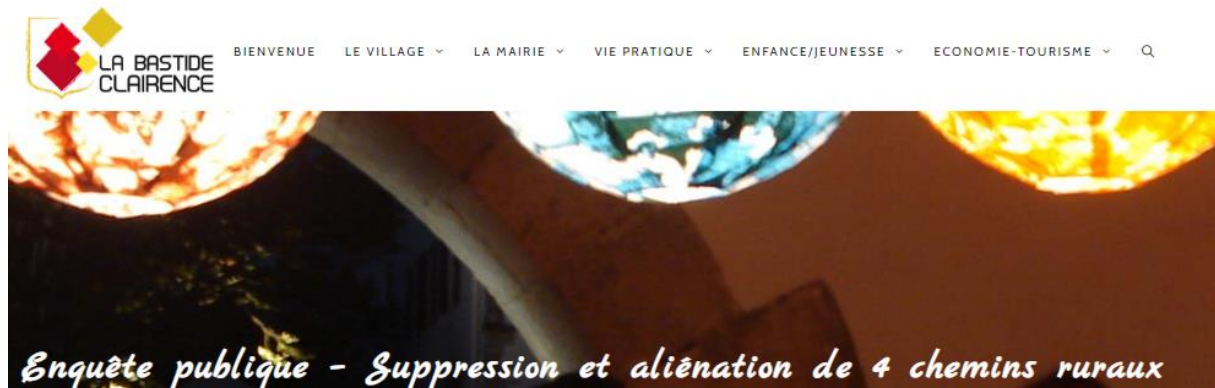 LA BASTIDE
CLAIRENCE
BIENVENUE LE VILLAGE LA MAIRIE VIE PRATIQUE ENFANCE/JEUNESSE ECONOMIE-TOURISME
Enquête publique - Suppression et aliénation de 4 chemins ruraux